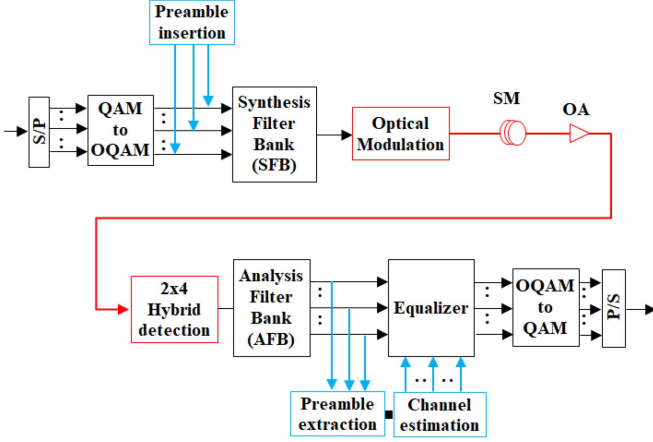 Preamble
insertion
S/P
QAM
to
OQAM
Synthesis
Filter
Bank
(SFB)
Optical
Modulation
SM
OA
2x4
Hybrid
detection
Analysis
Filter
Bank
(AFB)
Equalizer
OQAM
to
QAM
P/S
Preamble
extraction
Channel
estimation